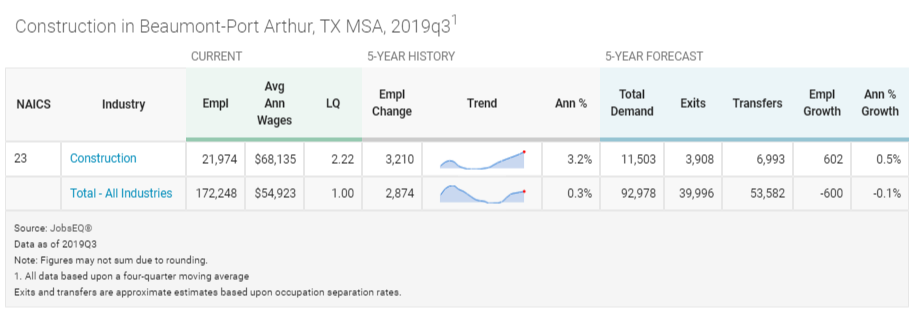 Construction in Beaumont-Port Arthur, TX MSA, 2019q3¹
CURRENT 5-YEAR HISTORY 5-YEAR FORECAST
NAICS Industry Empl Avg Ann Wages LQ Empl Change Trend Ann % Total Demand Exits Transfers Empl Growth Ann % Growth
23 Construction 21,974 $68,135 2.22 3,210 3.2% 11,503 3,908 6,993 602 0.5%
Total - All Industries 172,248 $54,923 1.00 2,874 0.3% 92,978 39,996 53,582 -600 -0.1%
Source: JobsEQ®
Data as of 2019Q3
Note: Figures may not sum due to rounding.
1. All data based upon a four-quarter moving average
Exits and transfers are approximate estimates based upon occupation separation rates.